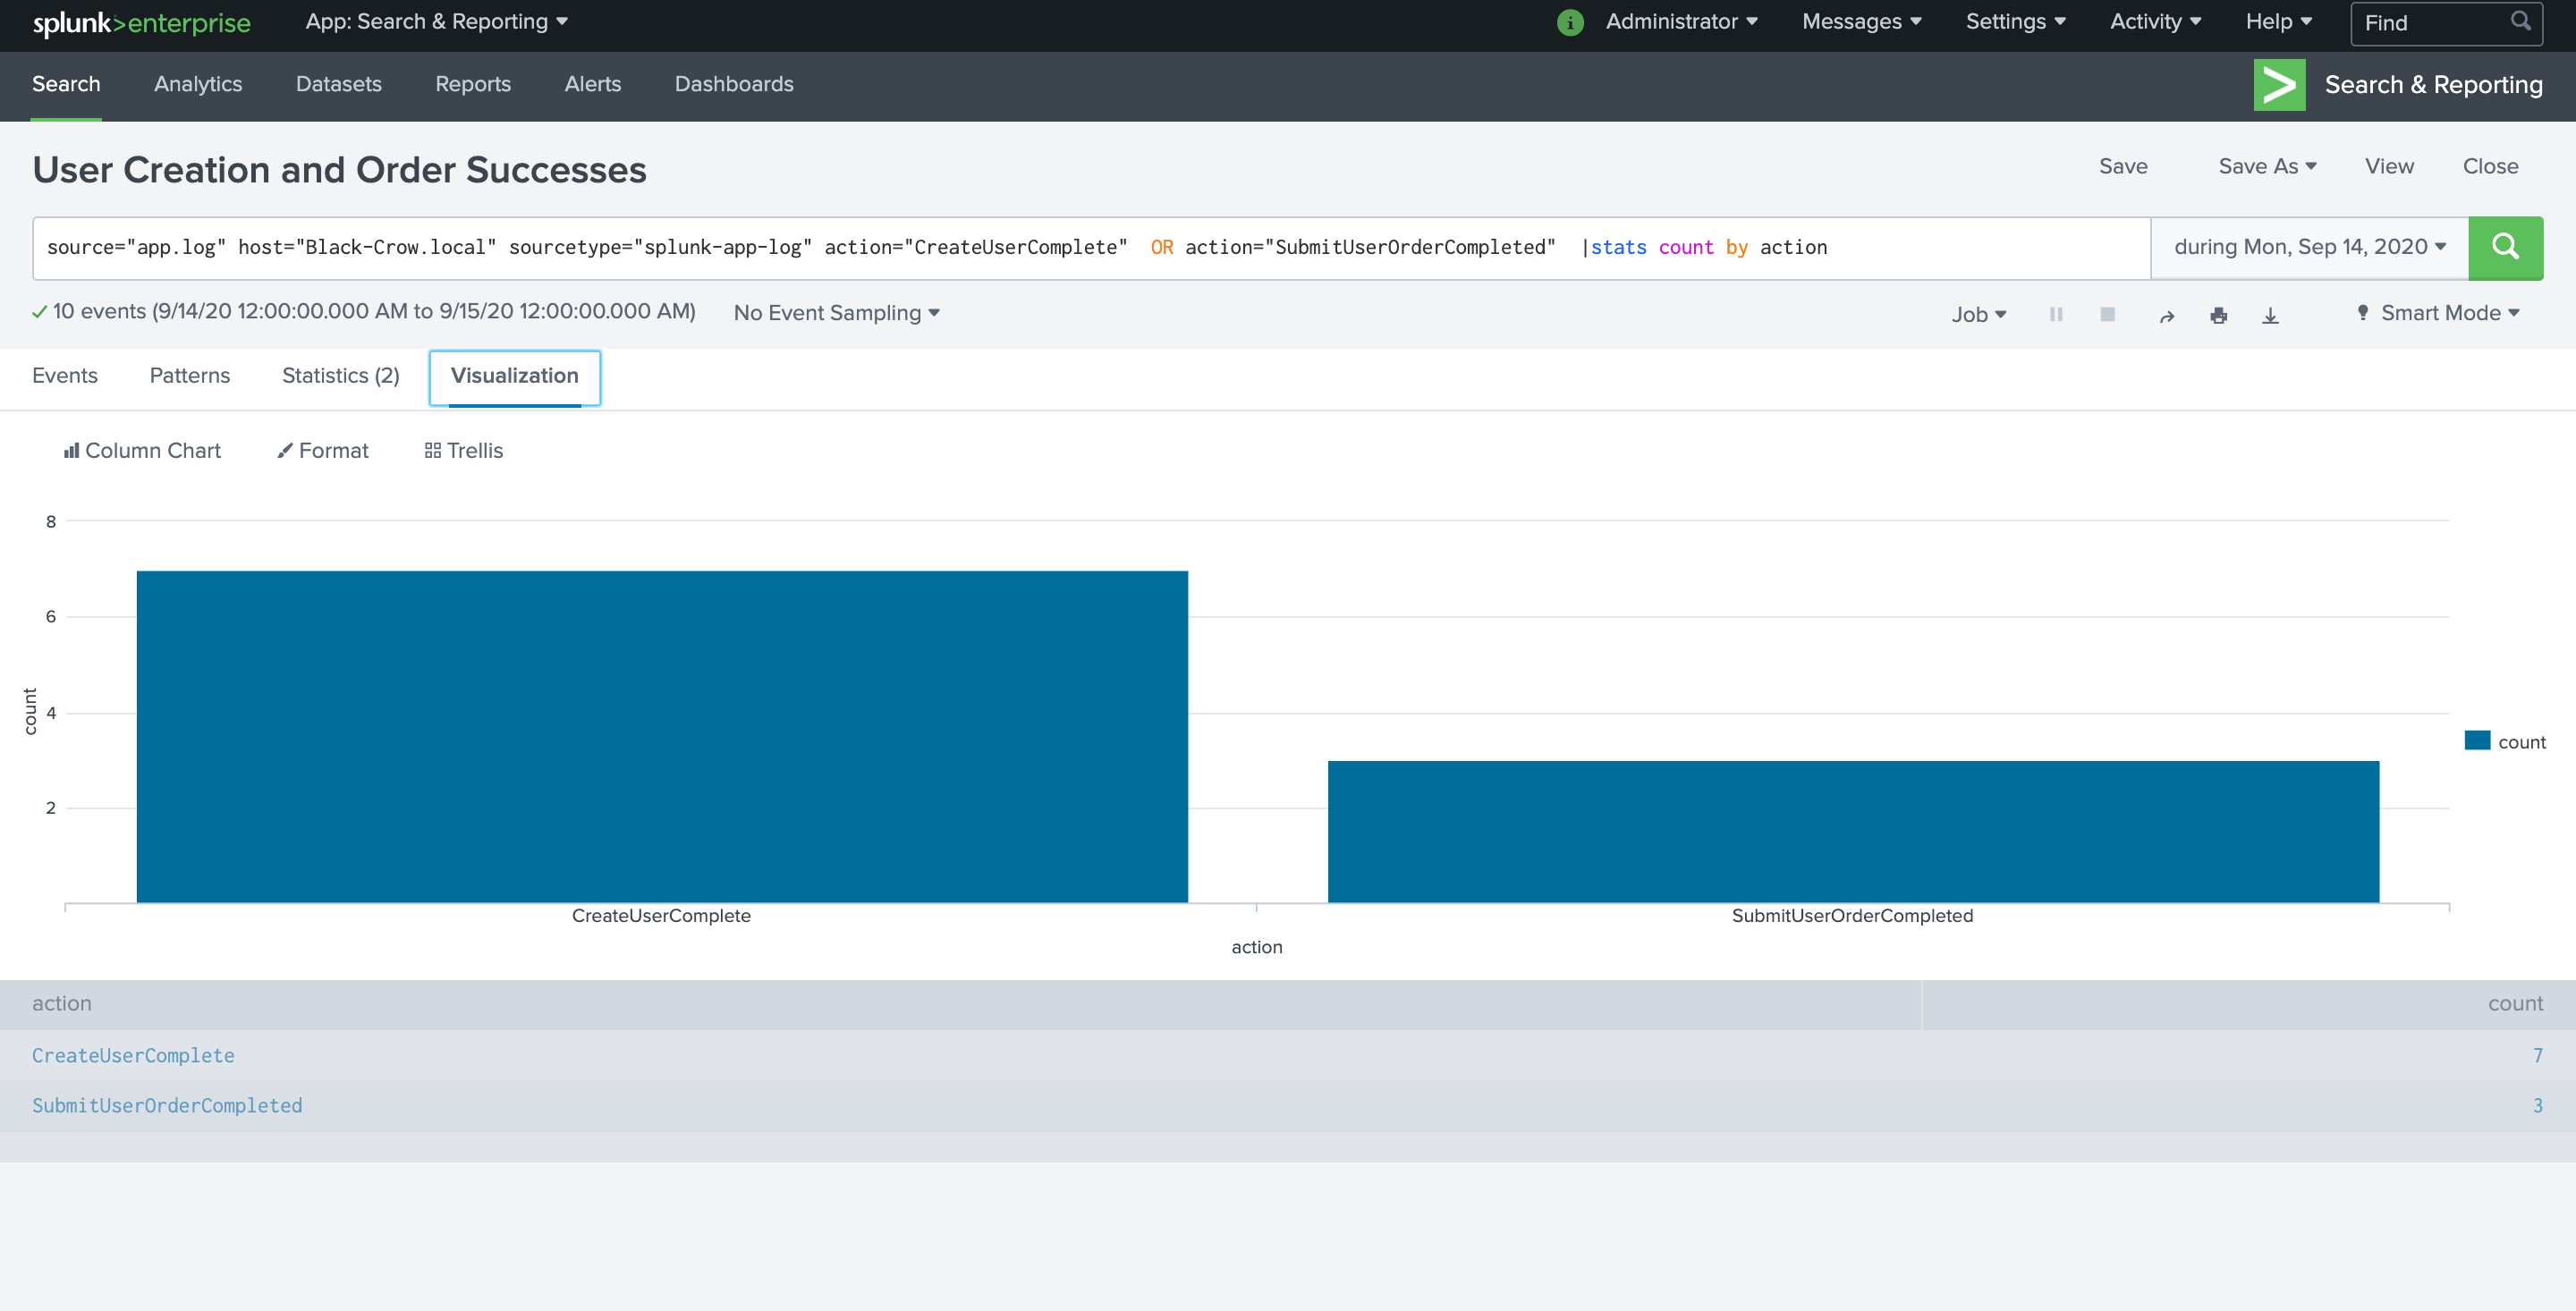 splunk>enterprise App: Search & Reporting i Administrator Messages Settings Activity Help Find
Search Analytics Datasets Reports Alerts Dashboards > Search & Reporting
User Creation and Order Successes Save Save As View Close
source="app.log" host="Black-Crow.local" sourcetype="splunk-app-log" action="CreateUserComplete" OR action="SubmitUserOrderCompleted" |stats count by action during Mon, Sep 14, 2020
10 events (9/14/20 12:00:00.000 AM to 9/15/20 12:00:00.000 AM) No Event Sampling Job Smart Mode
Events Patterns Statistics (2) Visualization
Column Chart Format Trellis
8
6
4
2
count
count
CreateUserComplete SubmitUserOrderCompleted
action
action count
CreateUserComplete 7
SubmitUserOrderCompleted 3